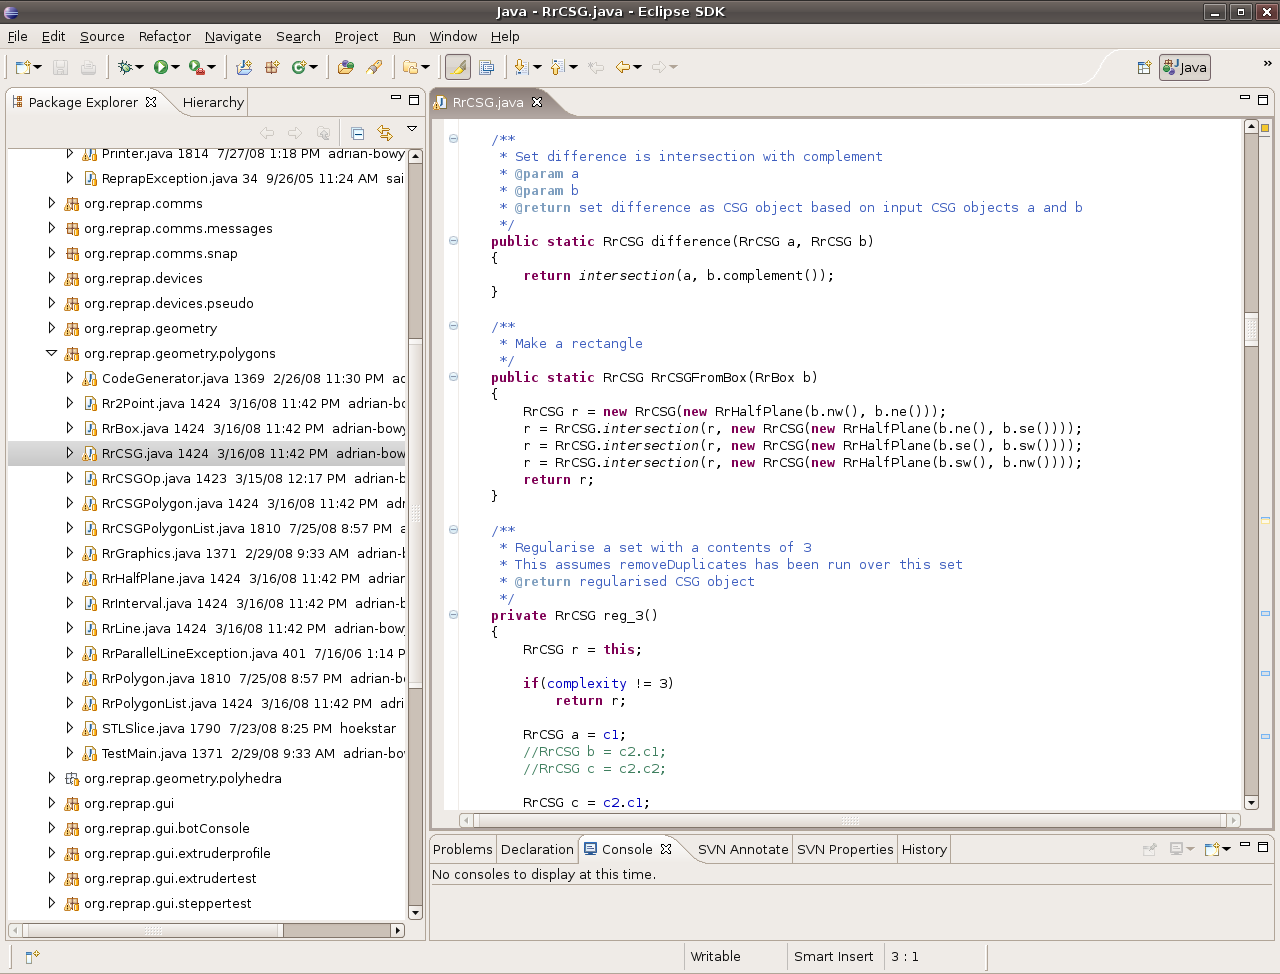 Java - RrCSG.java - Eclipse SDK
File Edit Source Refactor Navigate Search Project Run Window Help
Java »
Package Explorer Hierarchy
Printer.java 1814 7/27/08 1:18 PM adrian-bowy
ReprapException.java 34 9/26/05 11:24 AM sai
org.reprap.comms
org.reprap.comms.messages
org.reprap.comms.snap
org.reprap.devices
org.reprap.devices.pseudo
org.reprap.geometry
org.reprap.geometry.polygons
CodeGenerator.java 1369 2/26/08 11:30 PM ad
Rr2Point.java 1424 3/16/08 11:42 PM adrian-bo
RrBox.java 1424 3/16/08 11:42 PM adrian-bowy
RrCSG.java 1424 3/16/08 11:42 PM adrian-bow
RrCSGOp.java 1423 3/15/08 12:17 PM adrian-b
RrCSGPolygon.java 1424 3/16/08 11:42 PM adr
RrCSGPolygonList.java 1810 7/25/08 8:57 PM a
RrGraphics.java 1371 2/29/08 9:33 AM adrian-b
RrHalfPlane.java 1424 3/16/08 11:42 PM adrian
RrInterval.java 1424 3/16/08 11:42 PM adrian-b
RrLine.java 1424 3/16/08 11:42 PM adrian-bow
RrParallelLineException.java 401 7/16/06 1:14 P
RrPolygon.java 1810 7/25/08 8:57 PM adrian-b
RrPolygonList.java 1424 3/16/08 11:42 PM adri
STLSlice.java 1790 7/23/08 8:25 PM hoekstar
TestMain.java 1371 2/29/08 9:33 AM adrian-bo
org.reprap.geometry.polyhedra
org.reprap.gui
org.reprap.gui.botConsole
org.reprap.gui.extruderprofile
org.reprap.gui.extrudertest
org.reprap.gui.steppertest
RrCSG.java
/**
* Set difference is intersection with complement
* @param a
* @param b
* @return set difference as CSG object based on input CSG objects a and b
*/
public static RrCSG difference(RrCSG a, RrCSG b)
{
return intersection(a, b.complement());
}
/**
* Make a rectangle
*/
public static RrCSG RrCSGFromBox(RrBox b)
{
RrCSG r = new RrCSG(new RrHalfPlane(b.nw(), b.ne()));
r = RrCSG.intersection(r, new RrCSG(new RrHalfPlane(b.ne(), b.se())));
r = RrCSG.intersection(r, new RrCSG(new RrHalfPlane(b.se(), b.sw())));
r = RrCSG.intersection(r, new RrCSG(new RrHalfPlane(b.sw(), b.nw())));
return r;
}
/**
* Regularise a set with a contents of 3
* This assumes removeDuplicates has been run over this set
* @return regularised CSG object
*/
private RrCSG reg_3()
{
RrCSG r = this;
if(complexity != 3)
return r;
RrCSG a = c1;
//RrCSG b = c2.c1;
//RrCSG c = c2.c2;
RrCSG c = c2.c1;
Problems Declaration Console SVN Annotate SVN Properties History
No consoles to display at this time.
Writable Smart Insert 3 : 1